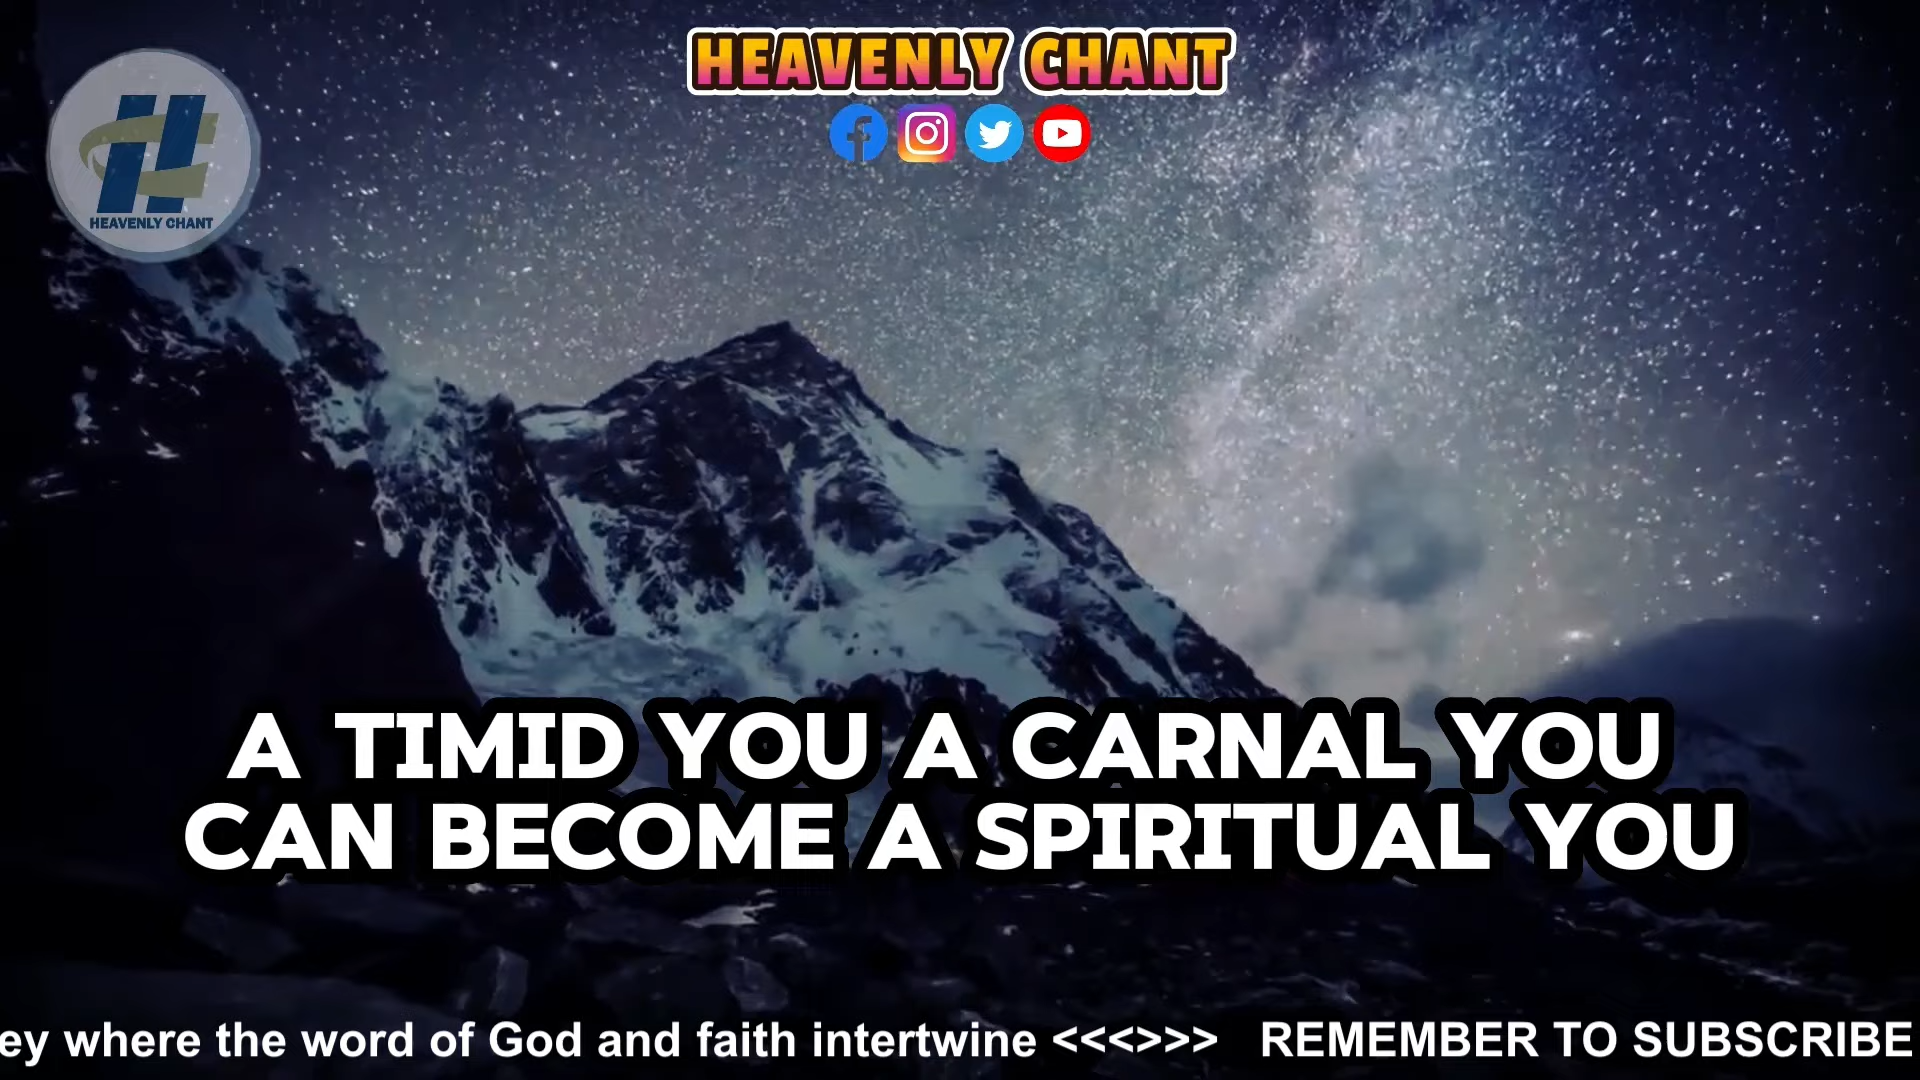 HEAVENLY CHANT
HEAVENLY CHANT
A TIMID YOU A CARNAL YOU
CAN BECOME A SPIRITUAL YOU
ey where the word of God and faith intertwine <<<>>> REMEMBER TO SUBSCRIBE